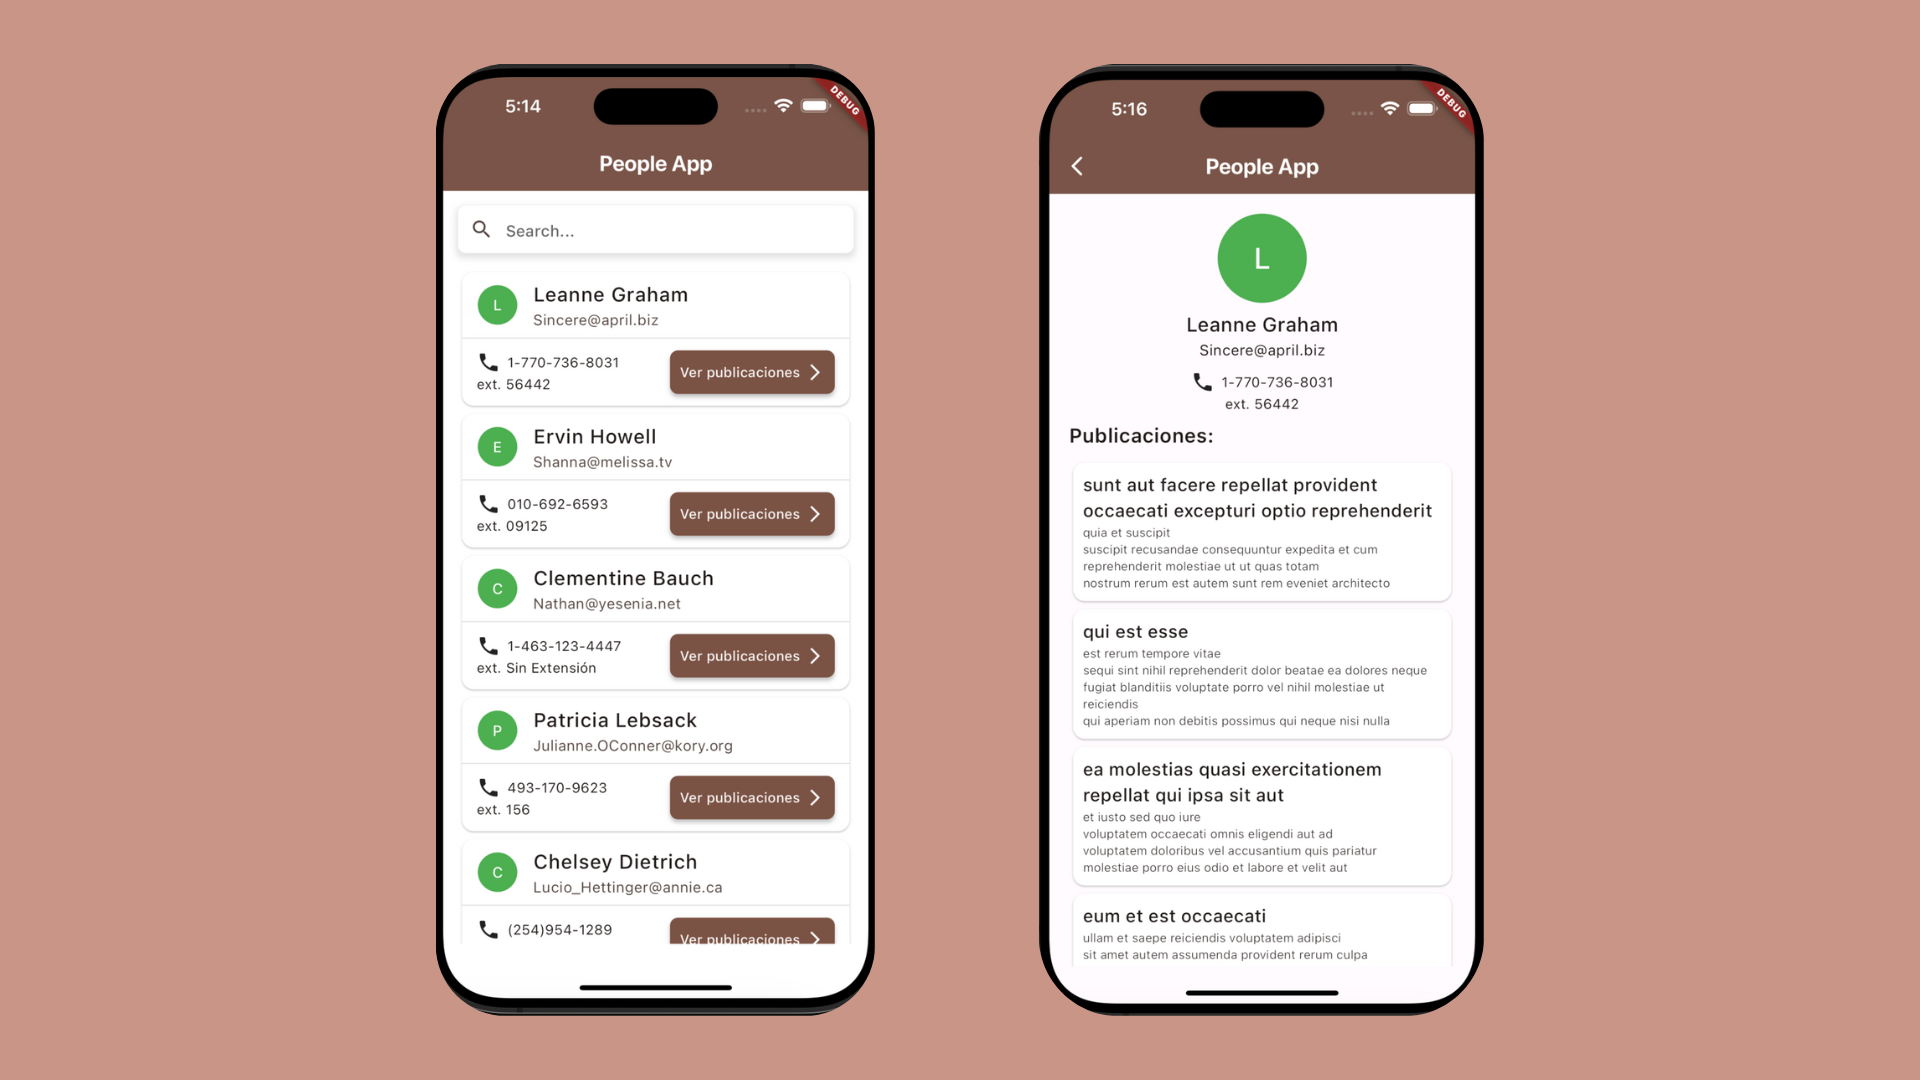 5:14
DEBUG
People App
Search...
L
Leanne Graham
Sincere@april.biz
1-770-736-8031
ext. 56442
Ver publicaciones
E
Ervin Howell
Shanna@melissa.tv
010-692-6593
ext. 09125
Ver publicaciones
C
Clementine Bauch
Nathan@yesenia.net
1-463-123-4447
ext. Sin Extensión
Ver publicaciones
P
Patricia Lebsack
Julianne.OConner@kory.org
493-170-9623
ext. 156
Ver publicaciones
C
Chelsey Dietrich
Lucio_Hettinger@annie.ca
(254)954-1289
Ver publicaciones
5:16
DEBUG
People App
L
Leanne Graham
Sincere@april.biz
1-770-736-8031
ext. 56442
Publicaciones:
sunt aut facere repellat provident
occaecati excepturi optio reprehenderit
quia et suscipit
suscipit recusandae consequuntur expedita et cum
reprehenderit molestiae ut ut quas totam
nostrum rerum est autem sunt rem eveniet architecto
qui est esse
est rerum tempore vitae
sequi sint nihil reprehenderit dolor beatae ea dolores neque
fugiat blanditiis voluptate porro vel nihil molestiae ut
reiciendis
qui aperiam non debitis possimus qui neque nisi nulla
ea molestias quasi exercitationem
repellat qui ipsa sit aut
et iusto sed quo iure
voluptatem occaecati omnis eligendi aut ad
voluptatem doloribus vel accusantium quis pariatur
molestiae porro eius odio et labore et velit aut
eum et est occaecati
ullam et saepe reiciendis voluptatem adipisci
sit amet autem assumenda provident rerum culpa